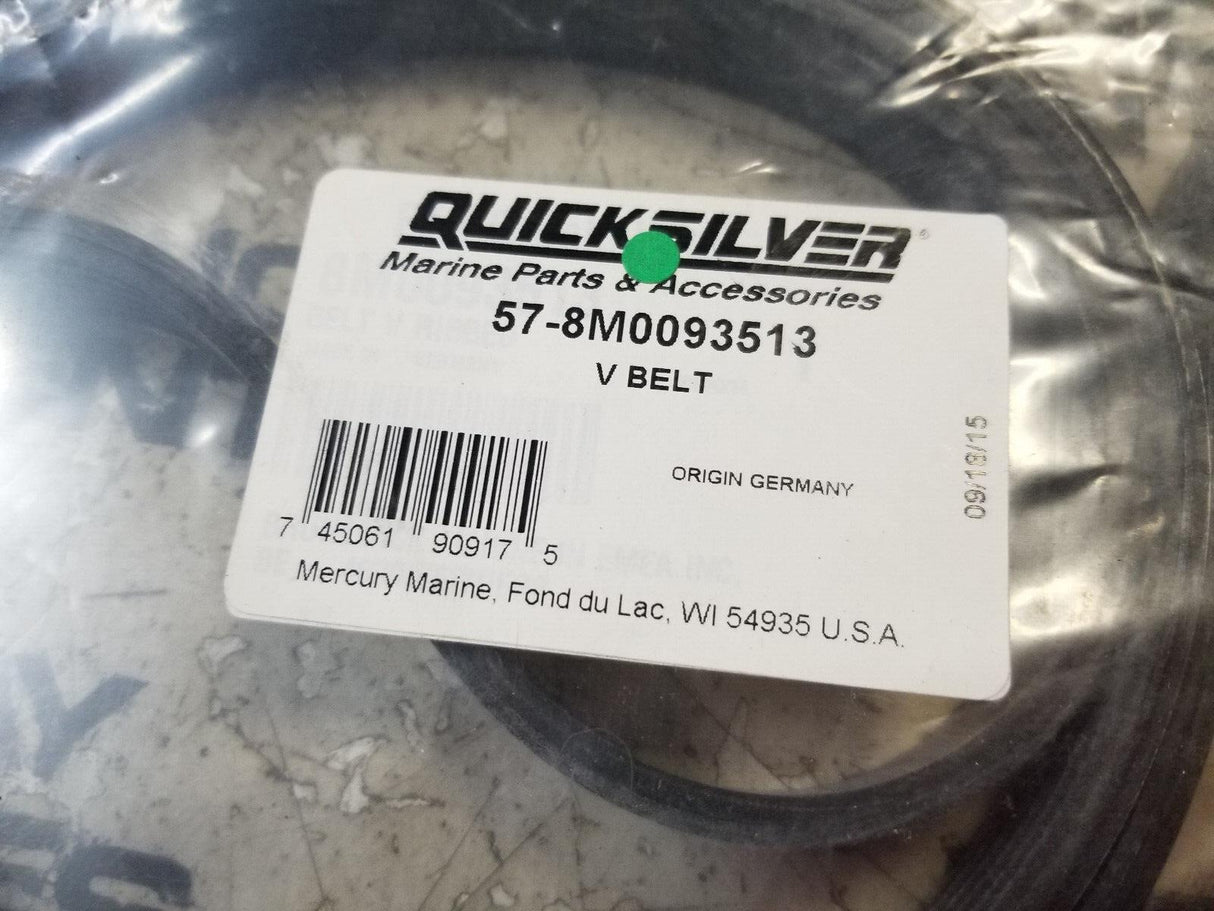 QUICKSILVER®
Marine Parts & Accessories
57-8M0093513
V BELT
ORIGIN GERMANY
09/18/15
7 45061 90917 5
Mercury Marine, Fond du Lac, WI 54935 U.S.A.